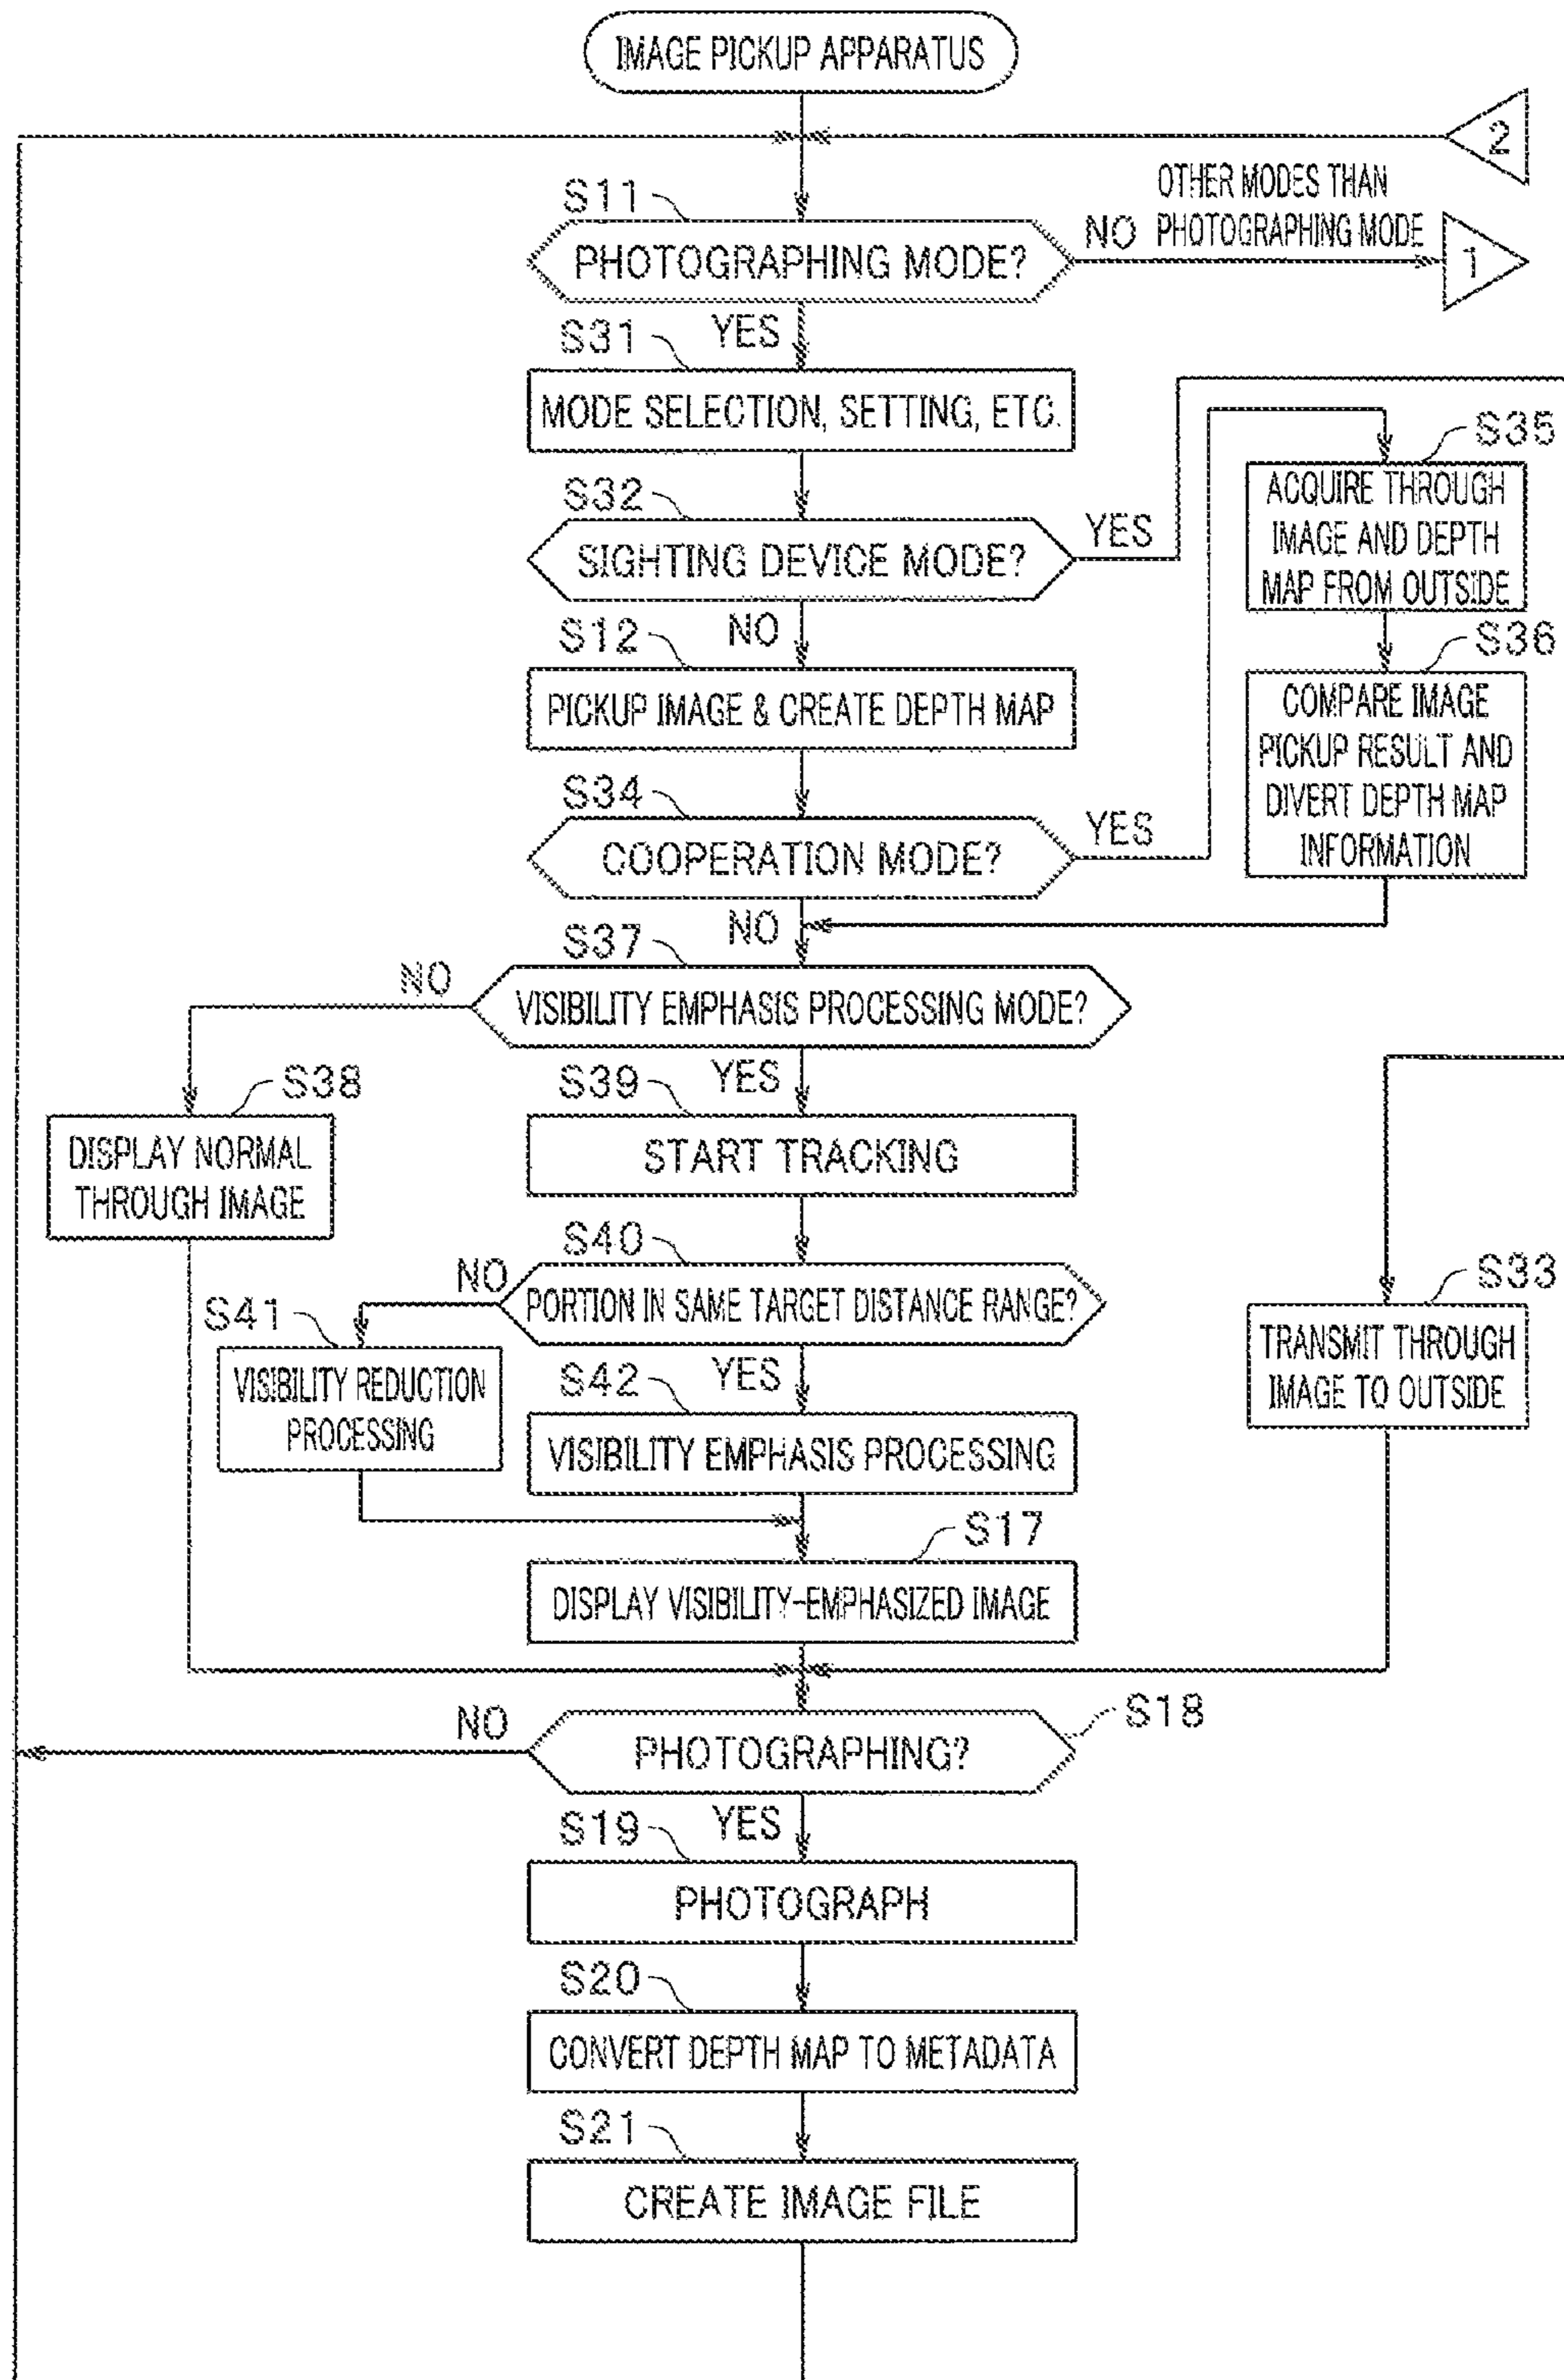 IMAGE PICKUP APPARATUS
2
S11
OTHER MODES THAN
PHOTOGRAPHING MODE
PHOTOGRAPHING MODE?
NO
1
YES
S31
MODE SELECTION, SETTING, ETC.
S32
SIGHTING DEVICE MODE?
YES
NO
S35
ACQUIRE THROUGH
IMAGE AND DEPTH
MAP FROM OUTSIDE
S12
PICKUP IMAGE & CREATE DEPTH MAP
S36
COMPARE IMAGE
PICKUP RESULT AND
DIVERT DEPTH MAP
INFORMATION
S34
COOPERATION MODE?
YES
NO
S37
VISIBILITY EMPHASIS PROCESSING MODE?
NO
YES
S38
DISPLAY NORMAL
THROUGH IMAGE
S39
START TRACKING
S40
PORTION IN SAME TARGET DISTANCE RANGE?
NO
YES
S33
TRANSMIT THROUGH
IMAGE TO OUTSIDE
S41
VISIBILITY REDUCTION
PROCESSING
S42
VISIBILITY EMPHASIS PROCESSING
S17
DISPLAY VISIBILITY-EMPHASIZED IMAGE
S18
PHOTOGRAPHING?
NO
YES
S19
PHOTOGRAPH
S20
CONVERT DEPTH MAP TO METADATA
S21
CREATE IMAGE FILE